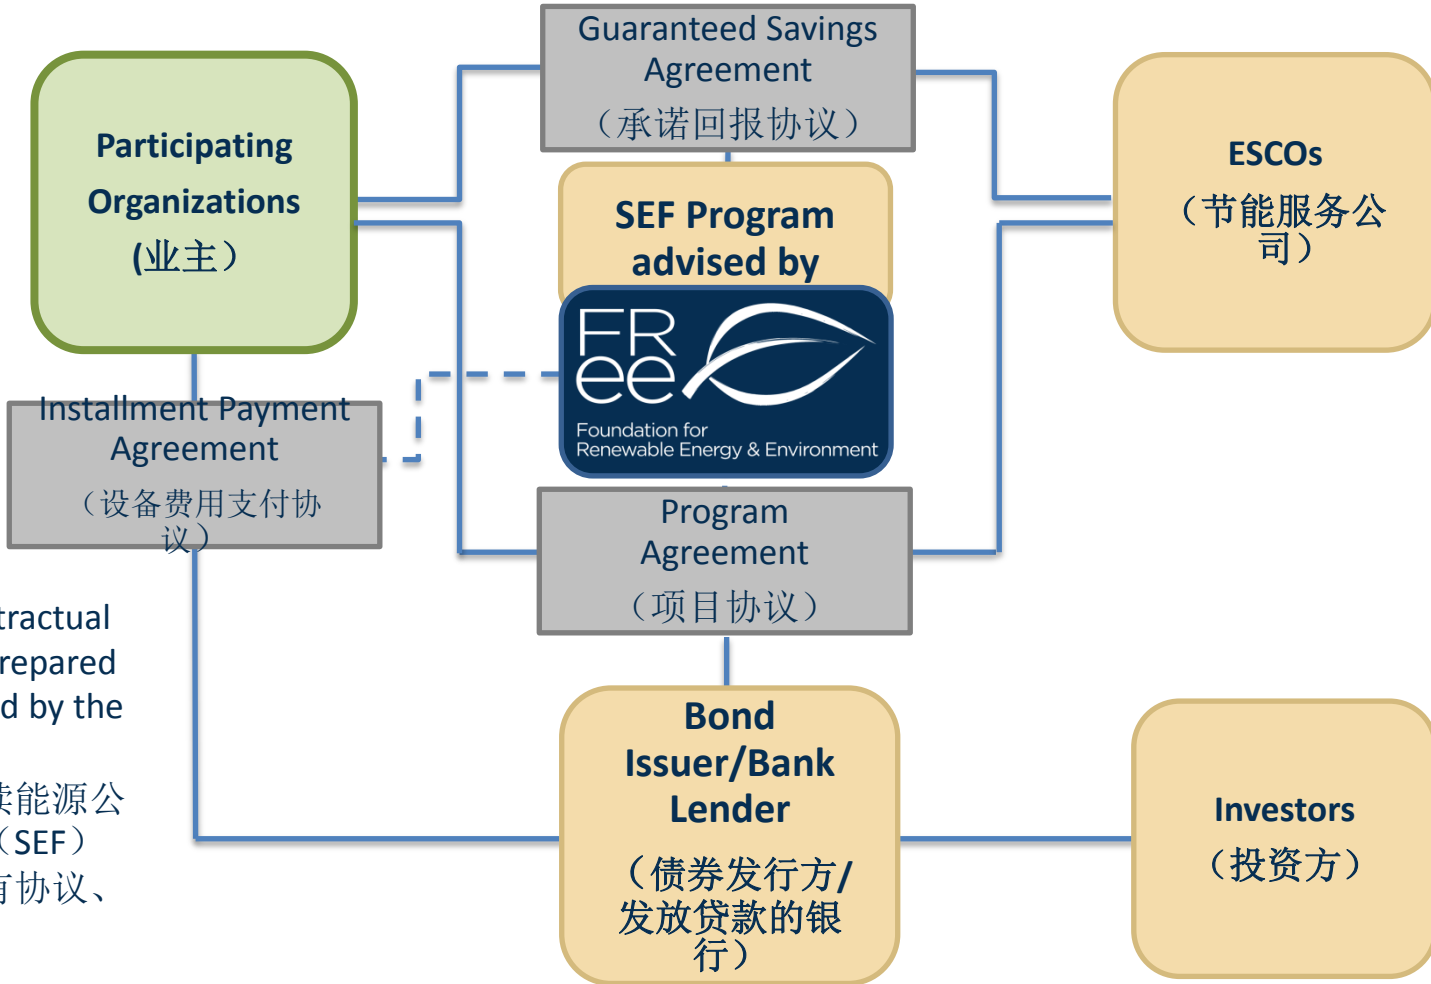 Guaranteed Savings
Agreement
（承诺回报协议）
Participating
Organizations
(业主）
ESCOs
（节能服务公
司）
SEF Program
advised by
FR
ee
Foundation for
Renewable Energy & Environment
Installment Payment
Agreement
（设备费用支付协
议）
Program
Agreement
（项目协议）
tractual
repared
d by the
续能源公
（SEF）
有协议、
Bond
Issuer/Bank
Lender
（债券发行方/
发放贷款的银
行）
Investors
（投资方）